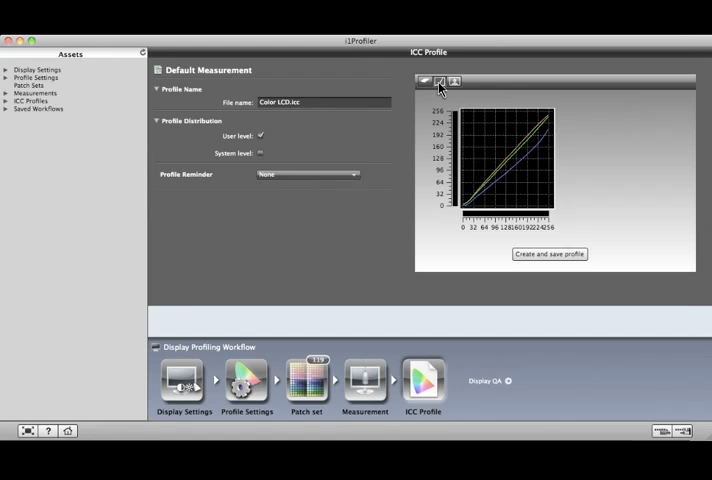 i1Profiler
Assets
ICC Profile
Display Settings
Profile Settings
Patch Sets
Measurements
ICC Profiles
Saved Workflows
Default Measurement
Profile Name
File name: Color LCD.icc
Profile Distribution
User level:
System level:
Profile Reminder None
256
224
192
160
128
96
64
32
0
0 32 64 96 128 160 192 224 256
Create and save profile
Display Profiling Workflow
119
Display QA
Display Settings Profile Settings Patch set Measurement ICC Profile
?